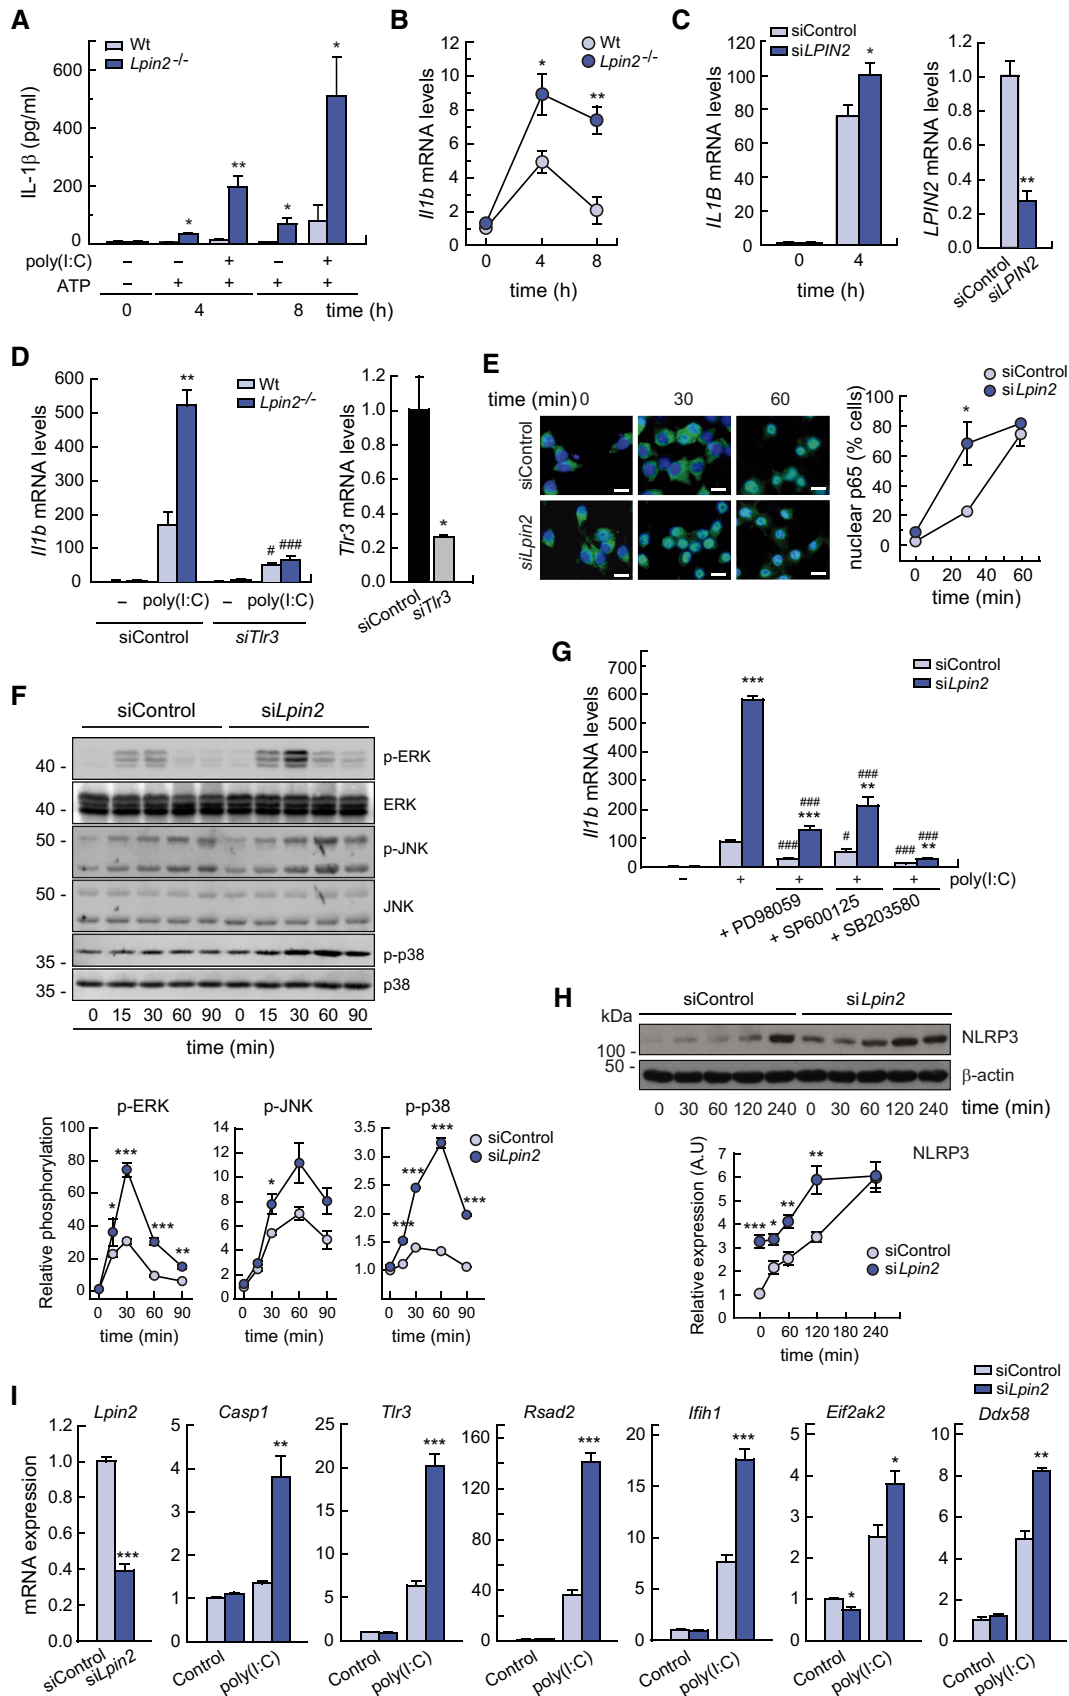 A
Wt
Lpin2-/-
IL-1β (pg/ml)
600
400
200
0
*
**
*
*
poly(I:C) – – + – +
ATP – + + + +
0 4 8 time (h)
B
Wt
Lpin2-/-
Il1b mRNA levels
12
10
8
6
4
2
0
*
**
0 4 8
time (h)
C
siControl
siLPIN2
IL1B mRNA levels
120
100
80
60
40
20
0
*
0 4
time (h)
LPIN2 mRNA levels
1.2
1.0
0.8
0.6
0.4
0.2
0.0
**
siControl
siLPIN2
D
Wt
Lpin2-/-
Il1b mRNA levels
600
500
400
300
200
100
0
**
# ###
– poly(I:C) – poly(I:C)
siControl siTlr3
Tlr3 mRNA levels
1.2
1.0
0.8
0.6
0.4
0.2
0.0
*
siControl
siTlr3
E
time (min) 0 30 60
siControl
siLpin2
siControl
siLpin2
nuclear p65 (% cells)
100
80
60
40
20
0
*
0 20 40 60
time (min)
F
siControl siLpin2
40 - p-ERK
40 - ERK
50 - p-JNK
50 - JNK
35 - p-p38
35 - p38
0 15 30 60 90 0 15 30 60 90
time (min)
p-ERK
Relative phosphorylation
100
80
60
40
20
0
*
***
***
**
0 30 60 90
time (min)
p-JNK
14
12
10
8
6
4
2
0
*
0 30 60 90
time (min)
p-p38
3.5
3.0
2.5
2.0
1.5
1.0
***
***
***
***
siControl
siLpin2
0 30 60 90
time (min)
G
siControl
siLpin2
Il1b mRNA levels
700
600
500
400
300
200
100
0
***
### ***
###
###
**
#
###
**
###
– + + + + poly(I:C)
+ PD98059
+ SP600125
+ SB203580
H
siControl siLpin2
kDa
100 - NLRP3
50 - β-actin
0 30 60 120 240 0 30 60 120 240 time (min)
NLRP3
Relative expression (A.U)
7
6
5
4
3
2
1
0
***
*
**
**
siControl
siLpin2
0 60 120 180 240
time (min)
I
siControl
siLpin2
mRNA expression
Lpin2
1.2
1.0
0.8
0.6
0.4
0.2
0.0
***
siControl
siLpin2
Casp1
5
4
3
2
1
0
**
Control
poly(I:C)
Tlr3
25
20
15
10
5
0
***
Control
poly(I:C)
Rsad2
160
120
80
40
0
***
Control
poly(I:C)
Ifih1
20
15
10
5
0
***
Control
poly(I:C)
Eif2ak2
5
4
3
2
1
0
*
*
Control
poly(I:C)
Ddx58
10
8
6
4
2
0
**
Control
poly(I:C)